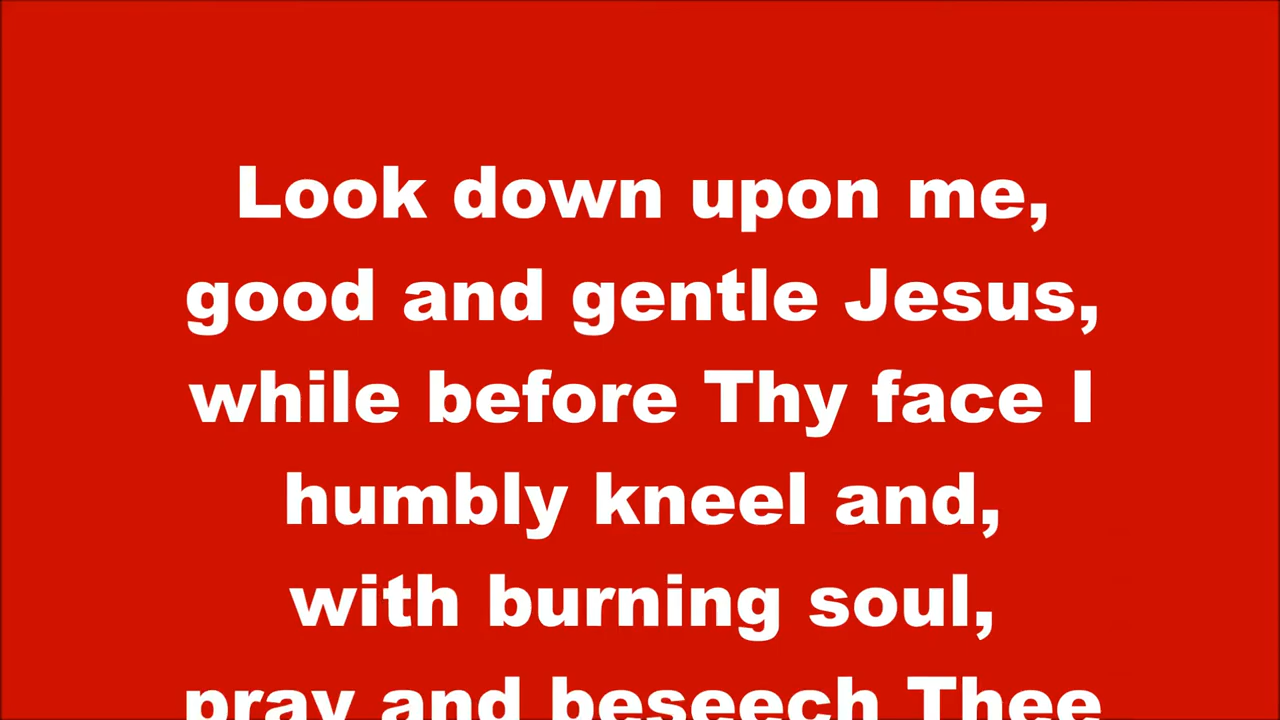 Look down upon me,
good and gentle Jesus,
while before Thy face I
humbly kneel and,
with burning soul,
pray and beseech Thee